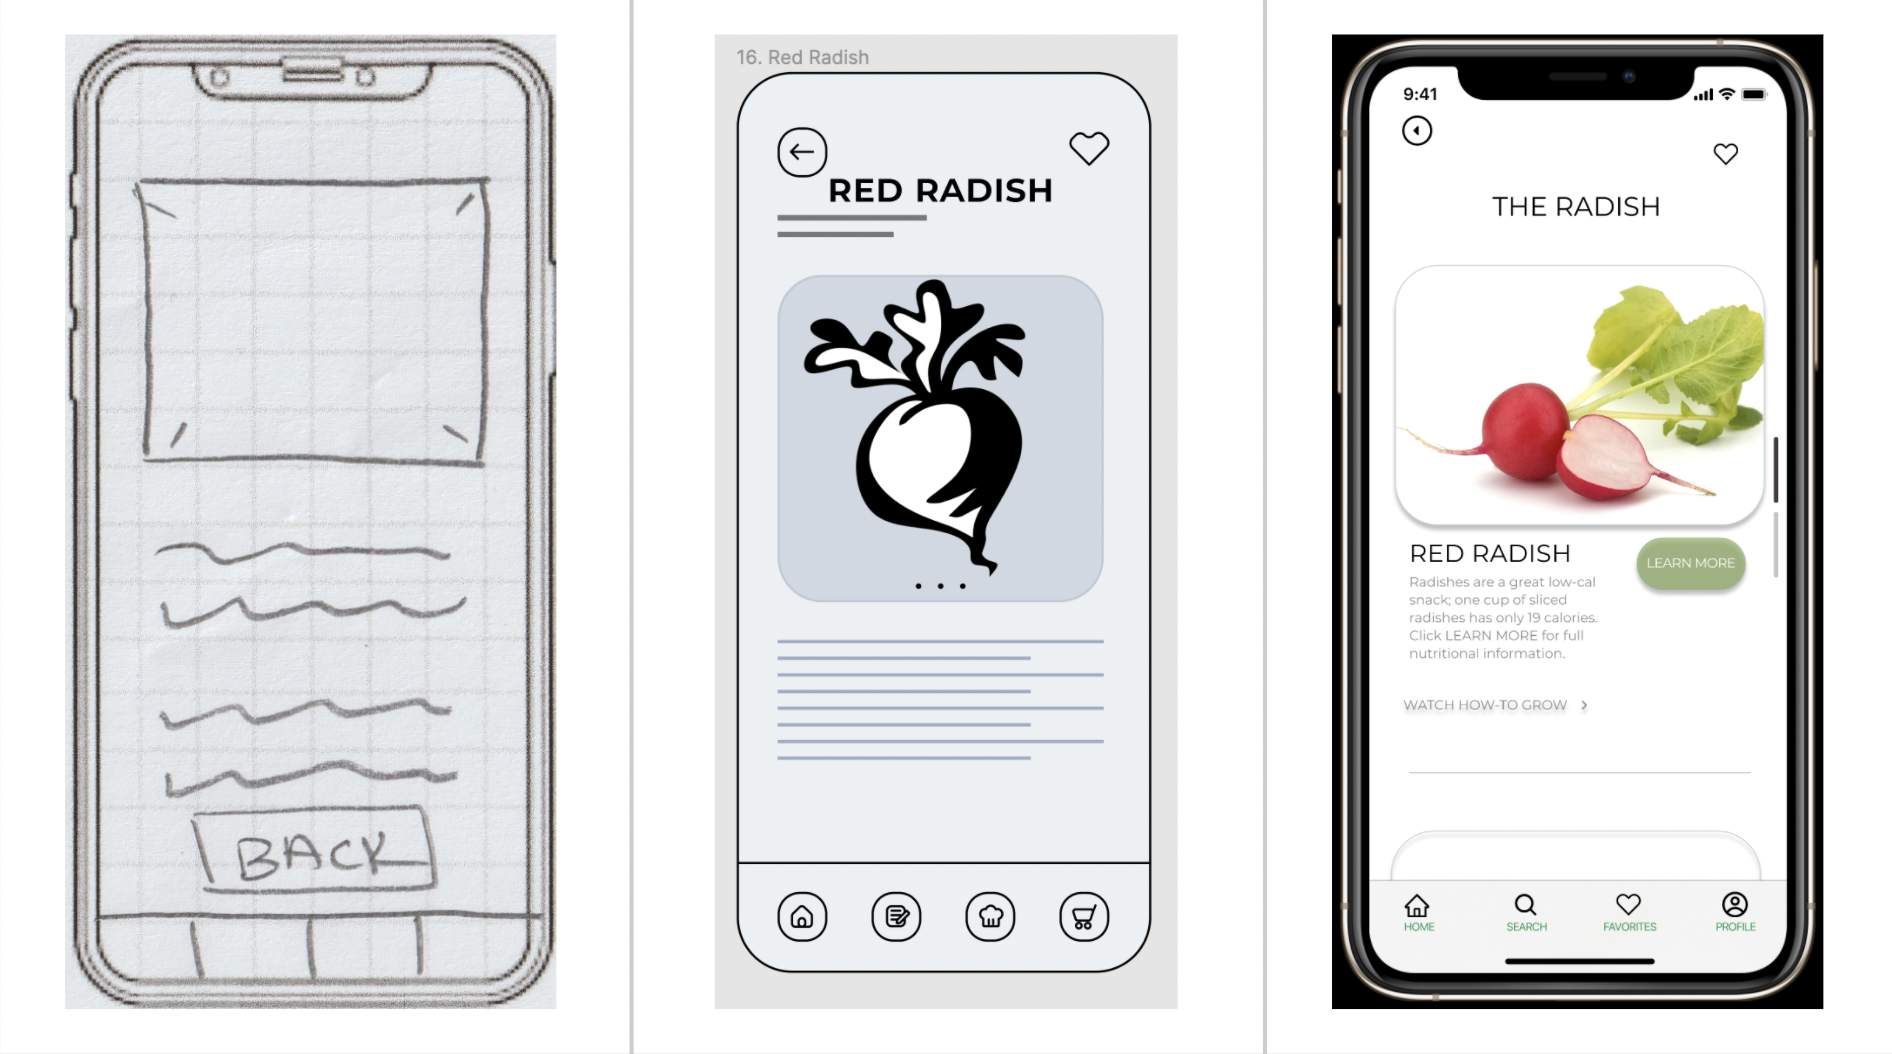 BACK
16. Red Radish
RED RADISH
9:41
THE RADISH
RED RADISH
LEARN MORE
Radishes are a great low-cal
snack; one cup of sliced
radishes has only 19 calories.
Click LEARN MORE for full
nutritional information.
WATCH HOW-TO GROW
HOME
SEARCH
FAVORITES
PROFILE